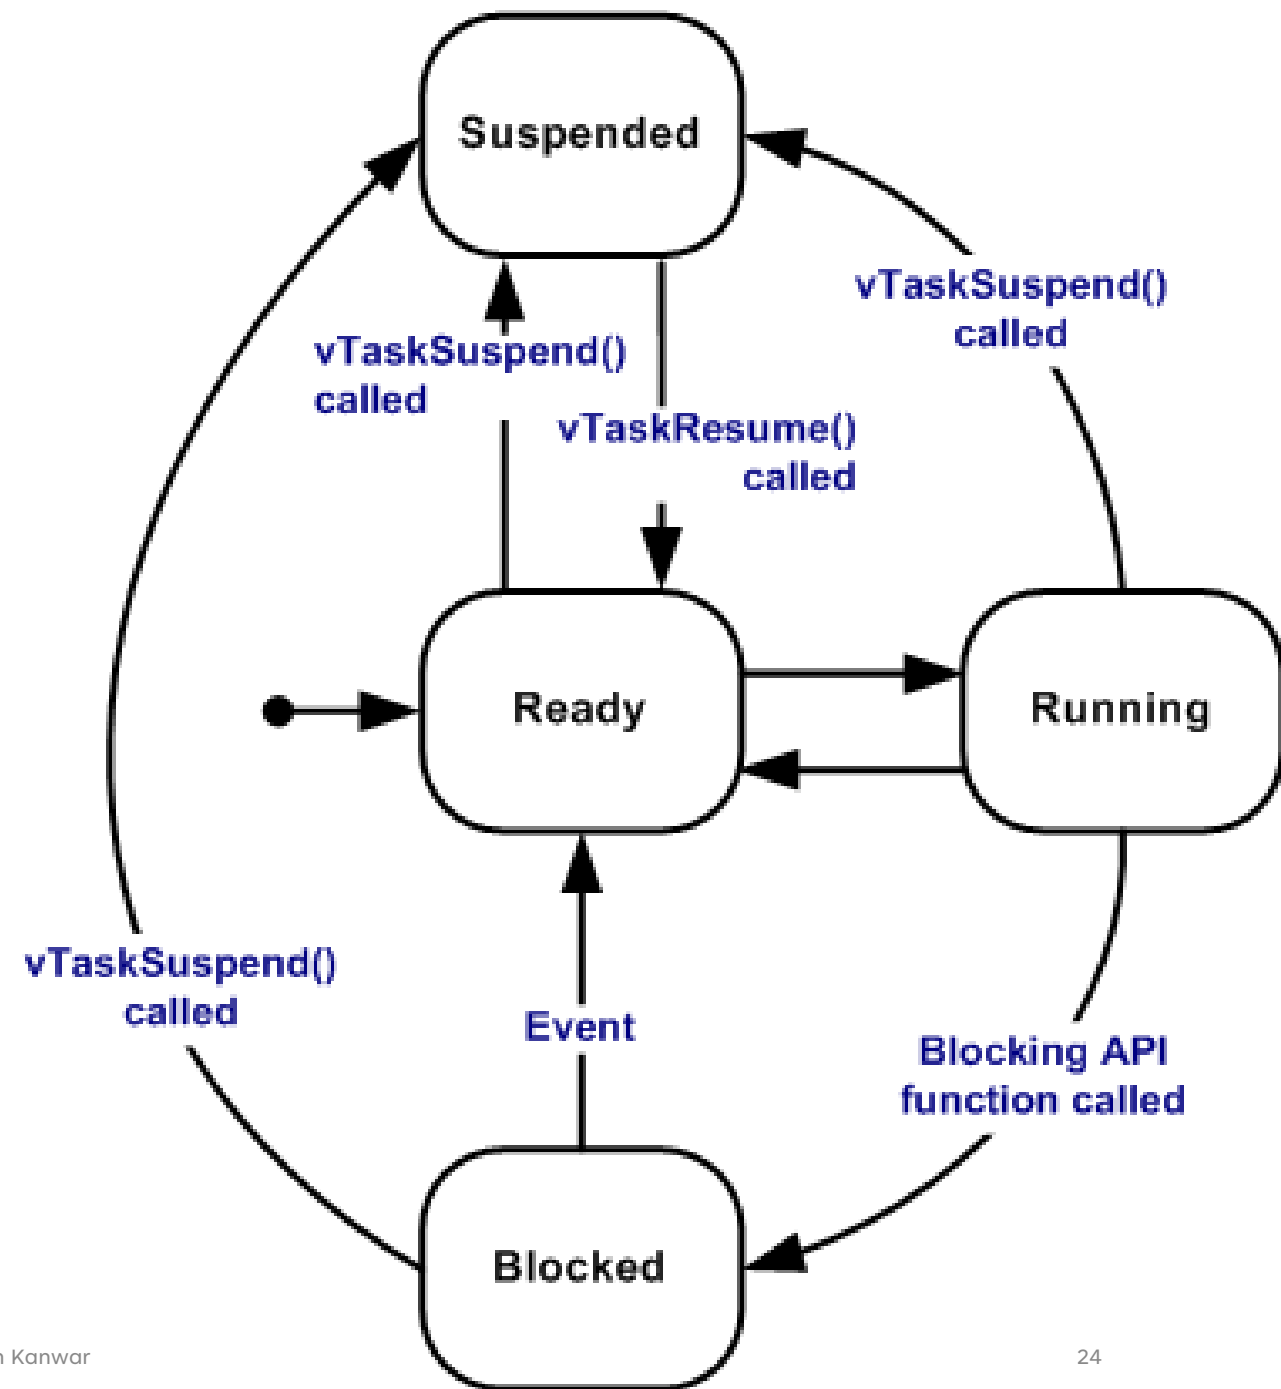 Suspended
vTaskSuspend()
called
vTaskSuspend()
called
vTaskResume()
called
Ready
Running
vTaskSuspend()
called
Event
Blocking API
function called
Blocked
Kanwar
24